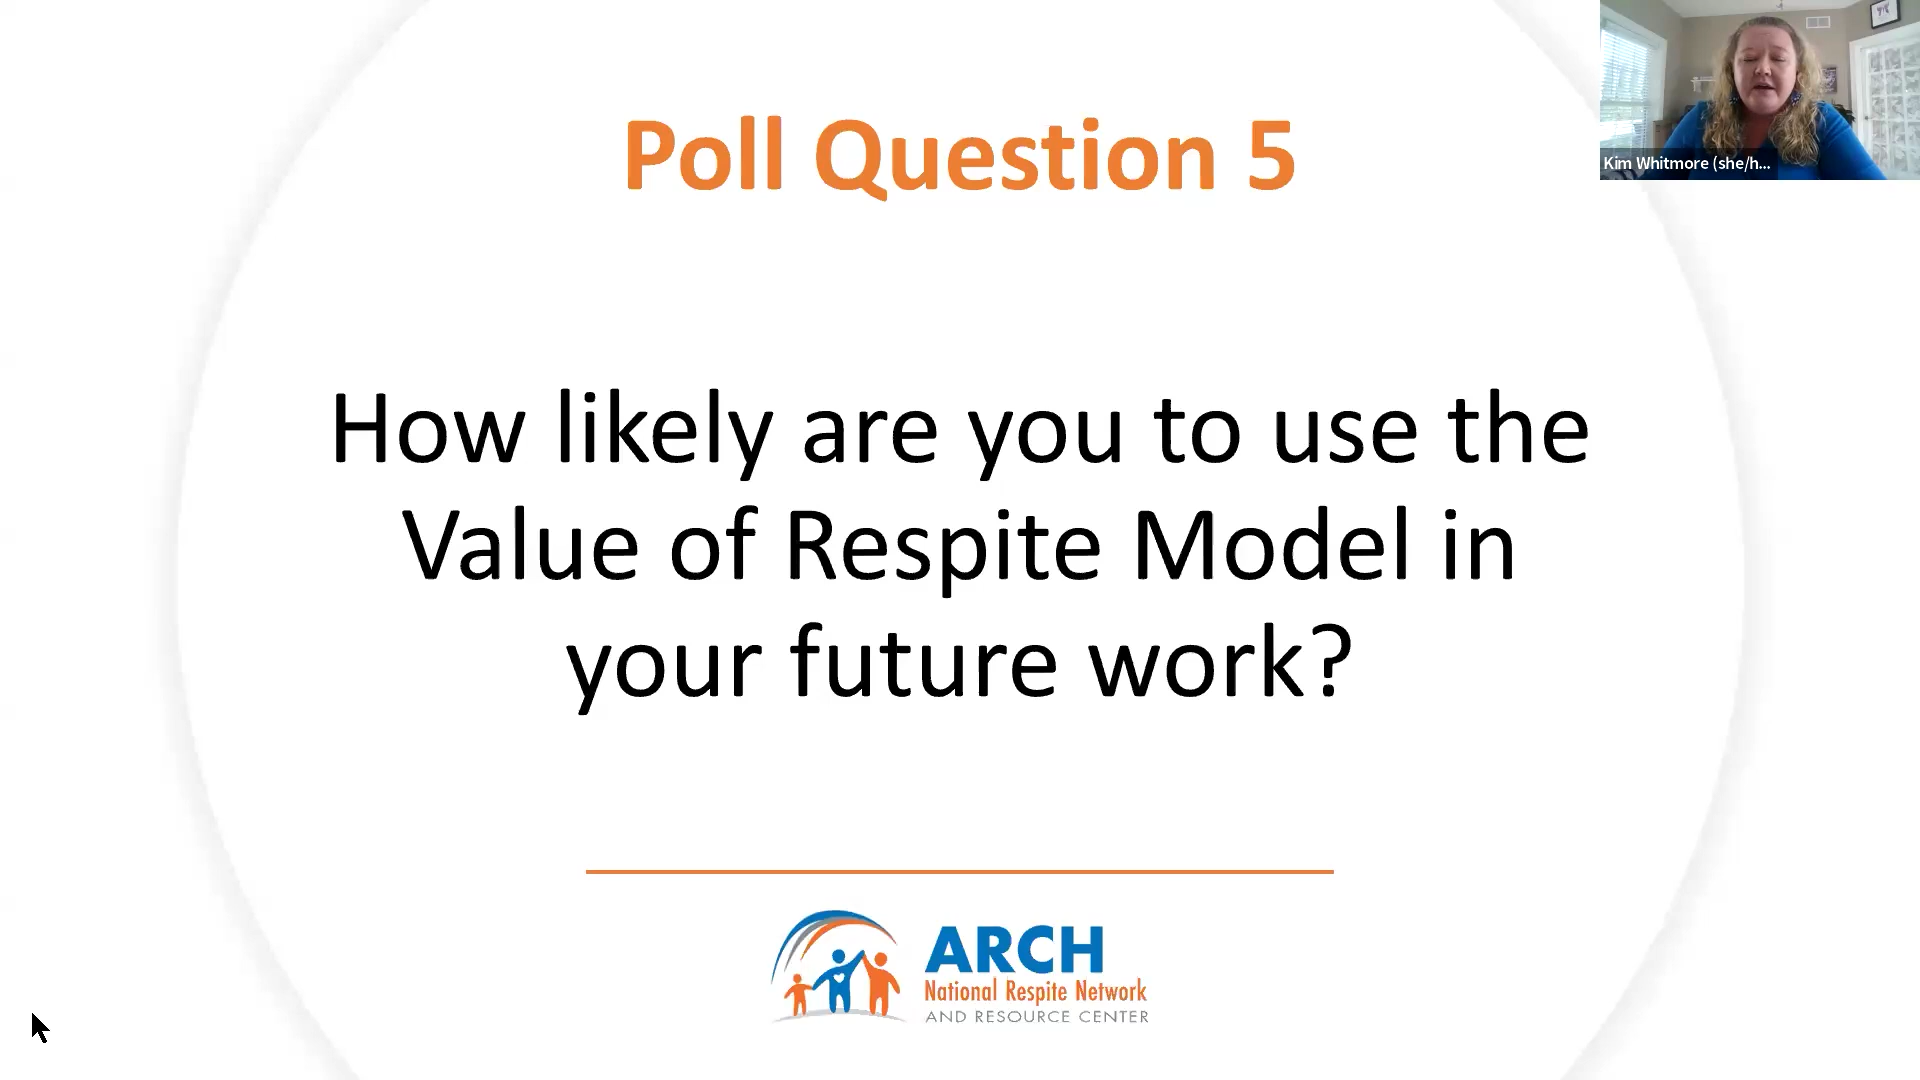 Poll Question 5
Kim Whitmore (she/h...
How likely are you to use the
Value of Respite Model in
your future work?
ARCH
National Respite Network
AND RESOURCE CENTER